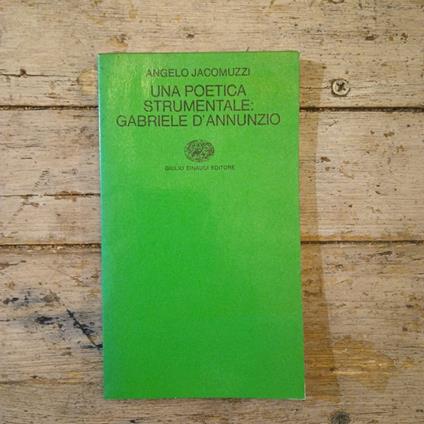 ANGELO JACOMUZZI
UNA POETICA
STRUMENTALE:
GABRIELE D'ANNUNZIO
GIULIO EINAUDI EDITORE